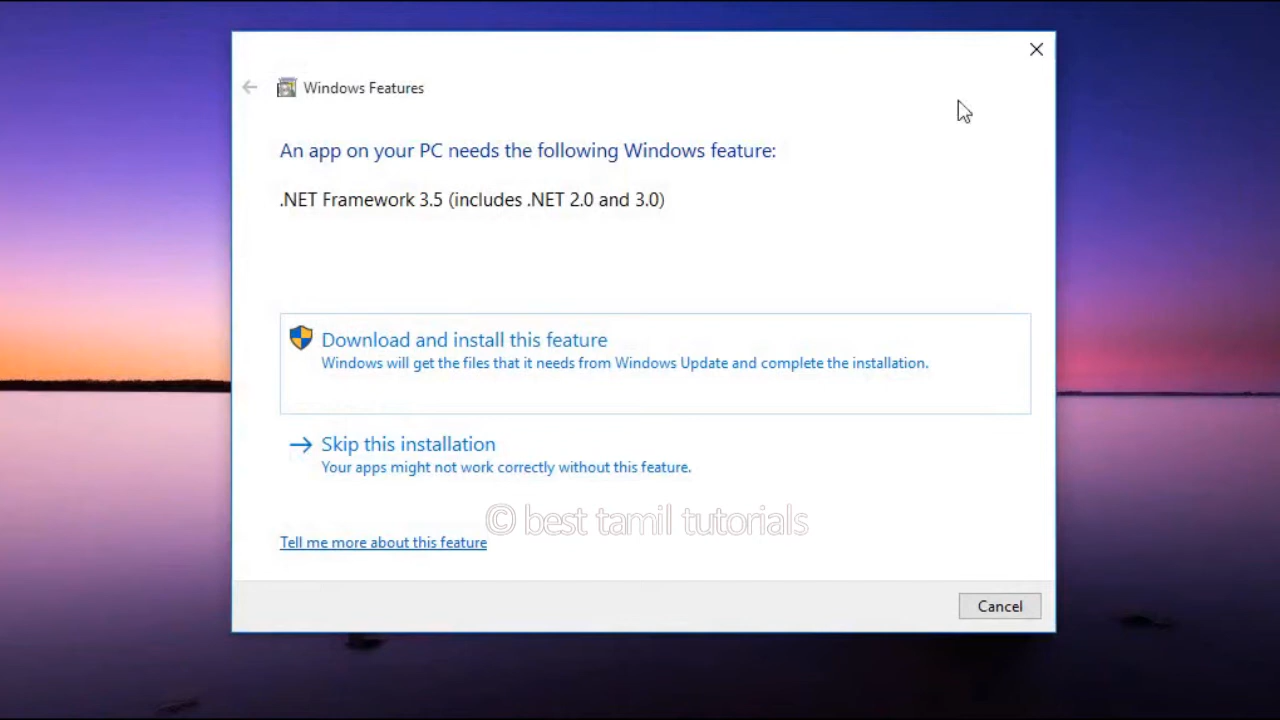 Windows Features
An app on your PC needs the following Windows feature:
.NET Framework 3.5 (includes .NET 2.0 and 3.0)
Download and install this feature
Windows will get the files that it needs from Windows Update and complete the installation.
Skip this installation
Your apps might not work correctly without this feature.
© best tamil tutorials
Tell me more about this feature
Cancel